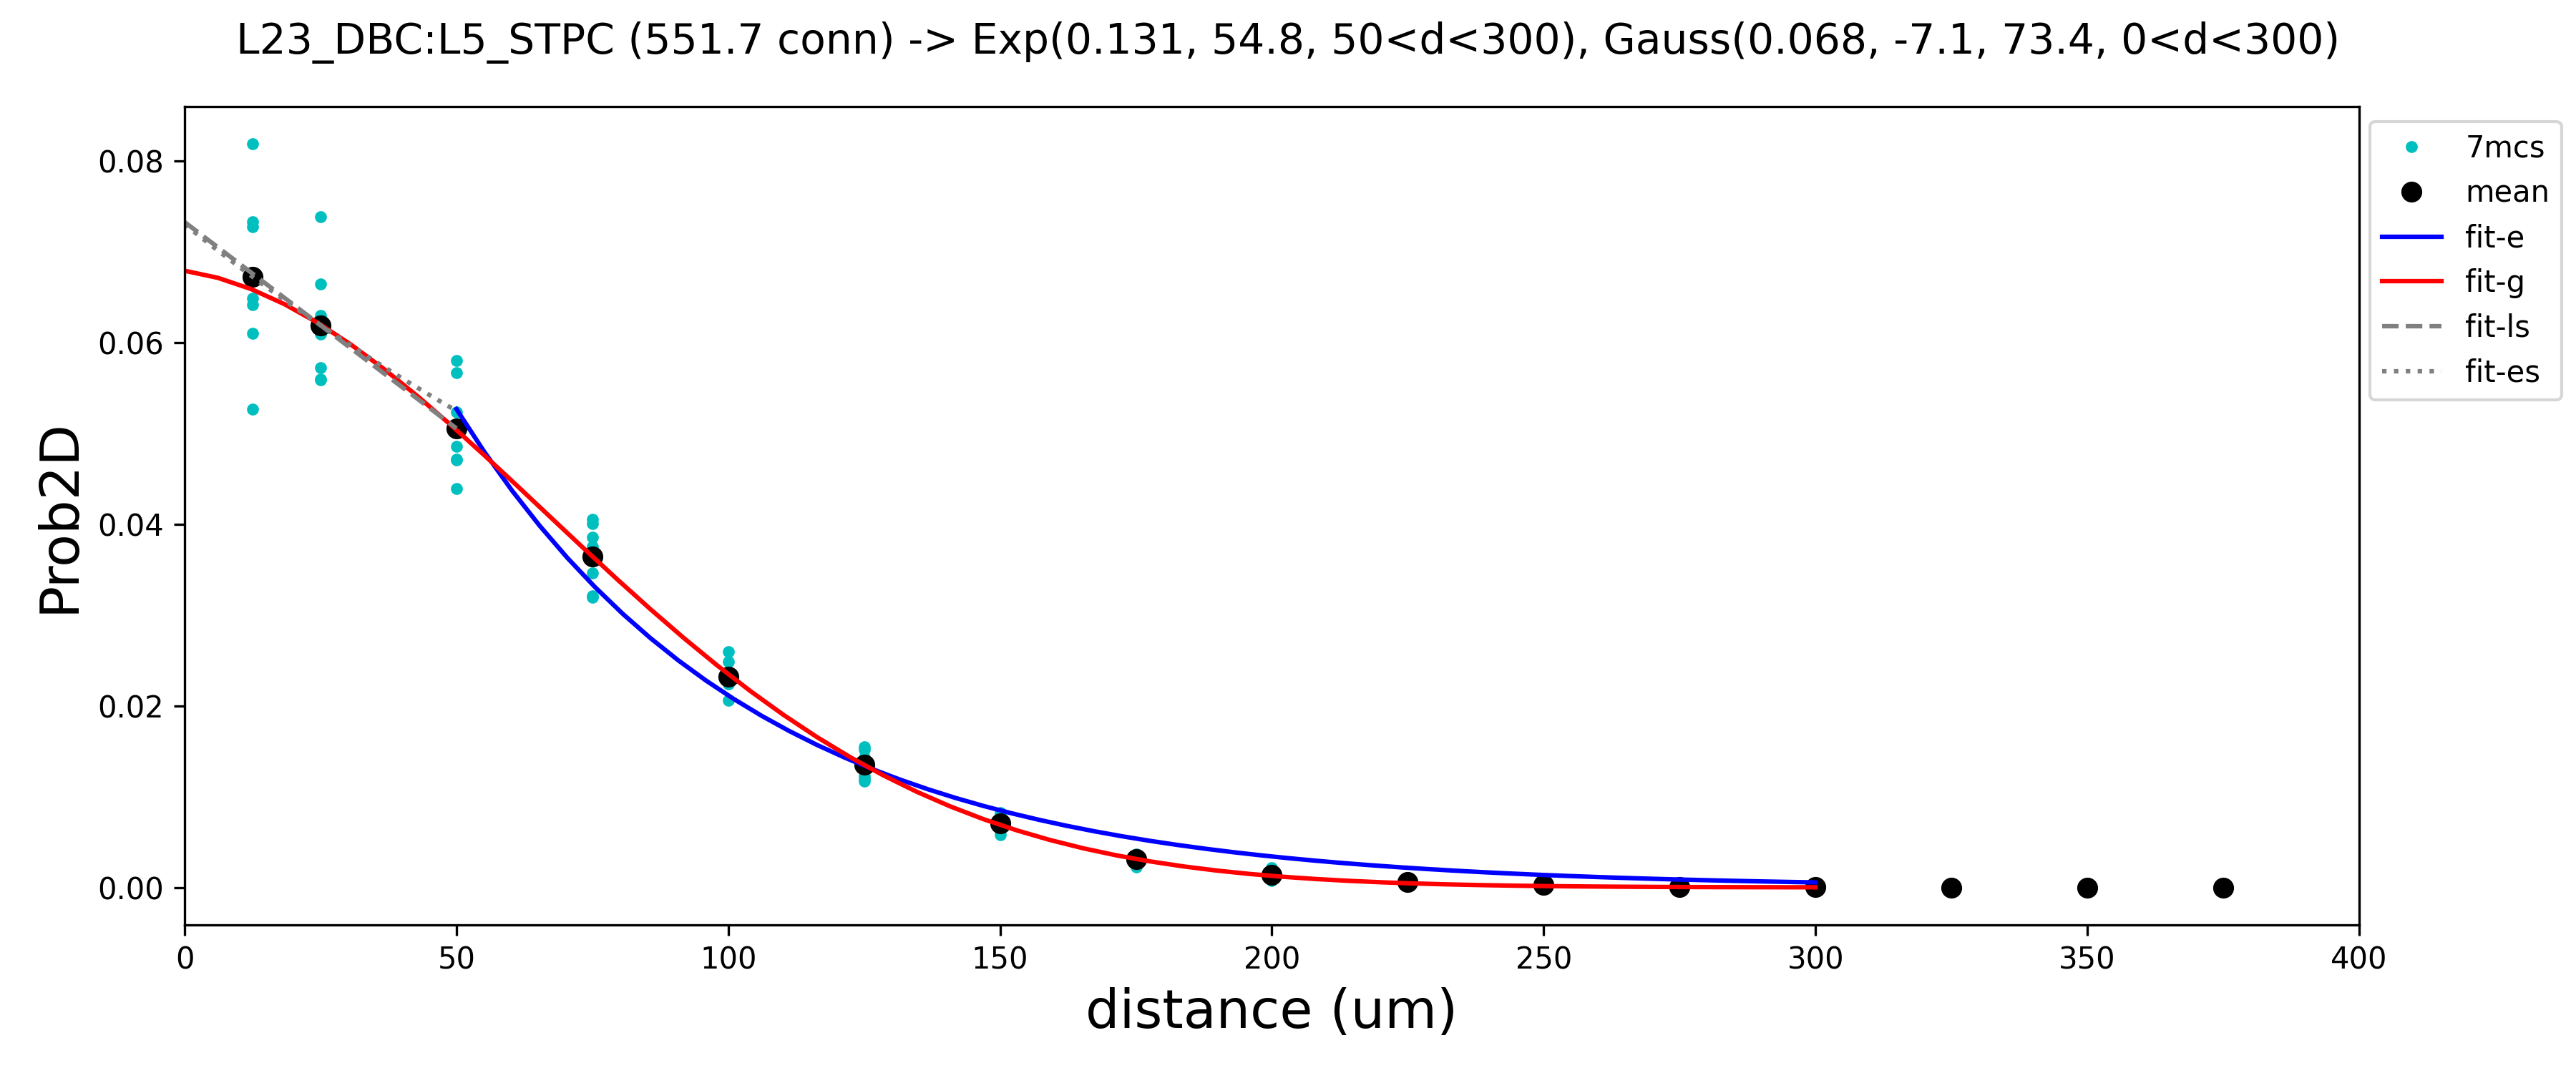 L23_DBC:L5_STPC (551.7 conn) -> Exp(0.131, 54.8, 50<d<300), Gauss(0.068, -7.1, 73.4, 0<d<300)
0.08
0.06
0.04
0.02
0.00
Prob2D
0 50 100 150 200 250 300 350 400
distance (um)
7mcs
mean
fit-e
fit-g
fit-ls
fit-es